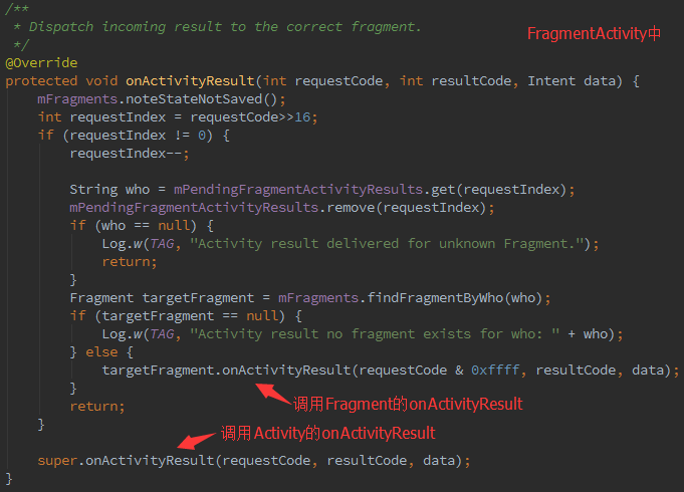 /**
 * Dispatch incoming result to the correct fragment.
FragmentActivity中
 */
@Override
protected void onActivityResult(int requestCode, int resultCode, Intent data) {
    mFragments.noteStateNotSaved();
    int requestIndex = requestCode>>16;
    if (requestIndex != 0) {
        requestIndex--;

        String who = mPendingFragmentActivityResults.get(requestIndex);
        mPendingFragmentActivityResults.remove(requestIndex);
        if (who == null) {
            Log.w(TAG, "Activity result delivered for unknown Fragment.");
            return;
        }
        Fragment targetFragment = mFragments.findFragmentByWho(who);
        if (targetFragment == null) {
            Log.w(TAG, "Activity result no fragment exists for who: " + who);
        } else {
            targetFragment.onActivityResult(requestCode & 0xffff, resultCode, data);
        }
调用Fragment的onActivityResult
        return;
    }
调用Activity的onActivityResult
    super.onActivityResult(requestCode, resultCode, data);
}